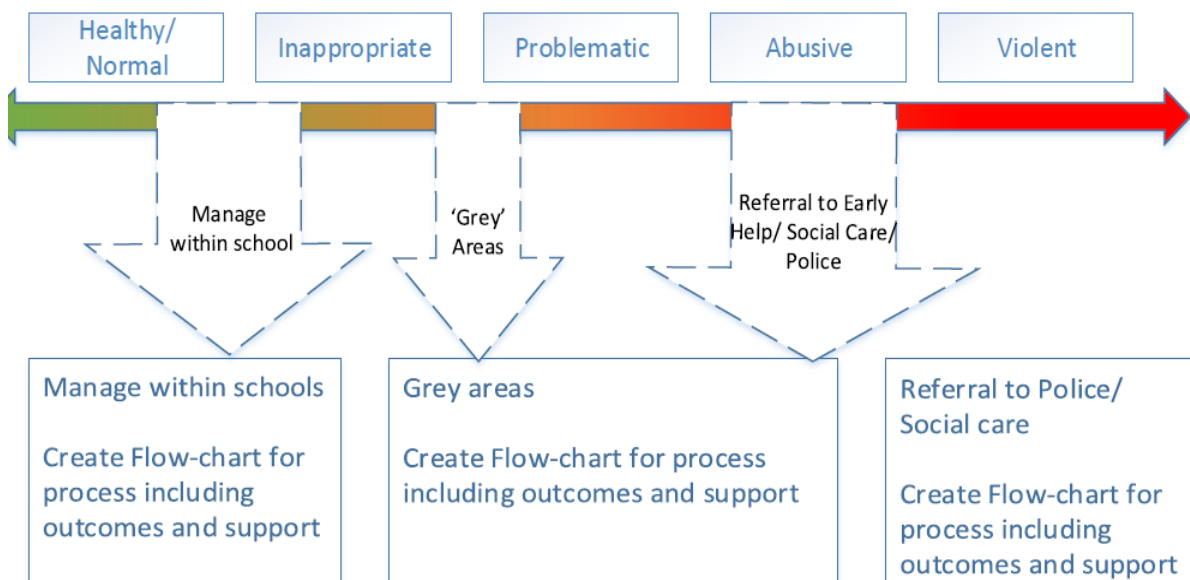 Healthy/
Normal
Inappropriate
Problematic
Abusive
Violent
Manage
within school
‘Grey’
Areas
Referral to Early
Help/ Social Care/
Police
Manage within schools
Create Flow-chart for
process including
outcomes and support
Grey areas
Create Flow-chart for process
including outcomes and support
Referral to Police/
Social care
Create Flow-chart for
process including
outcomes and support